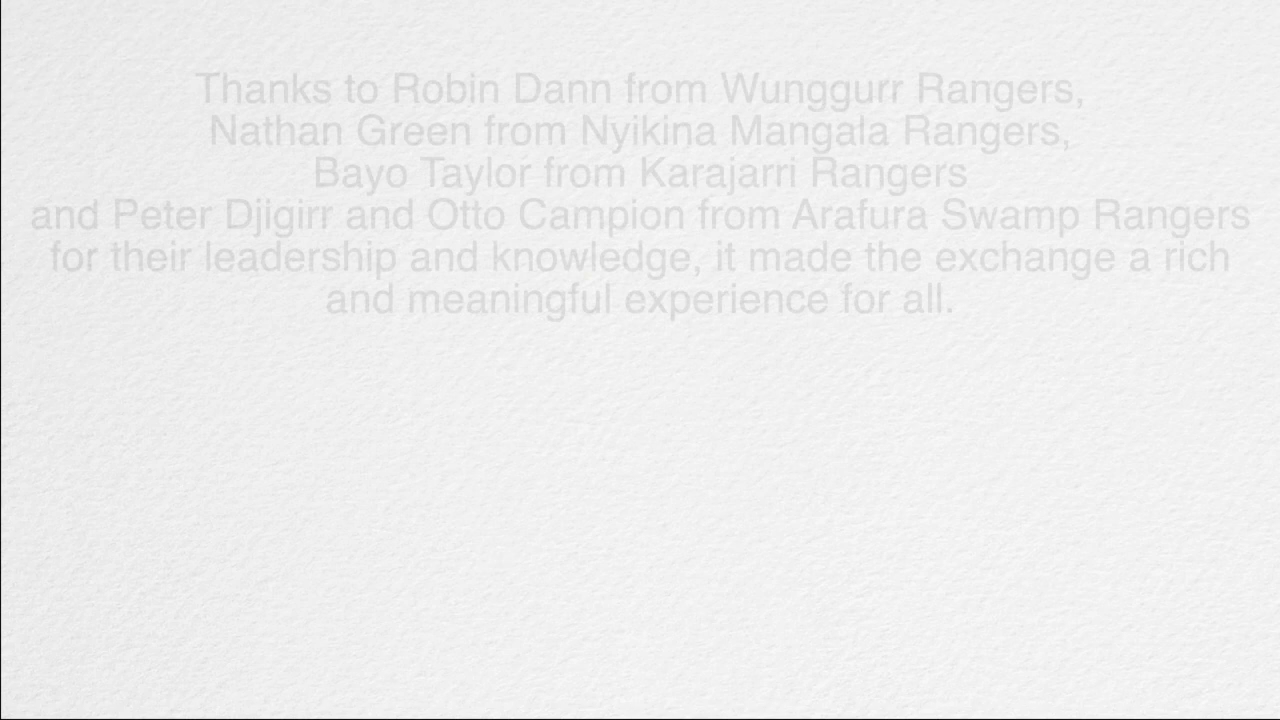 Thanks to Robin Dann from Wunggurr Rangers,
Nathan Green from Nyikina Mangala Rangers,
Bayo Taylor from Karajarri Rangers
and Peter Djigirr and Otto Campion from Arafura Swamp Rangers
for their leadership and knowledge, it made the exchange a rich
and meaningful experience for all.